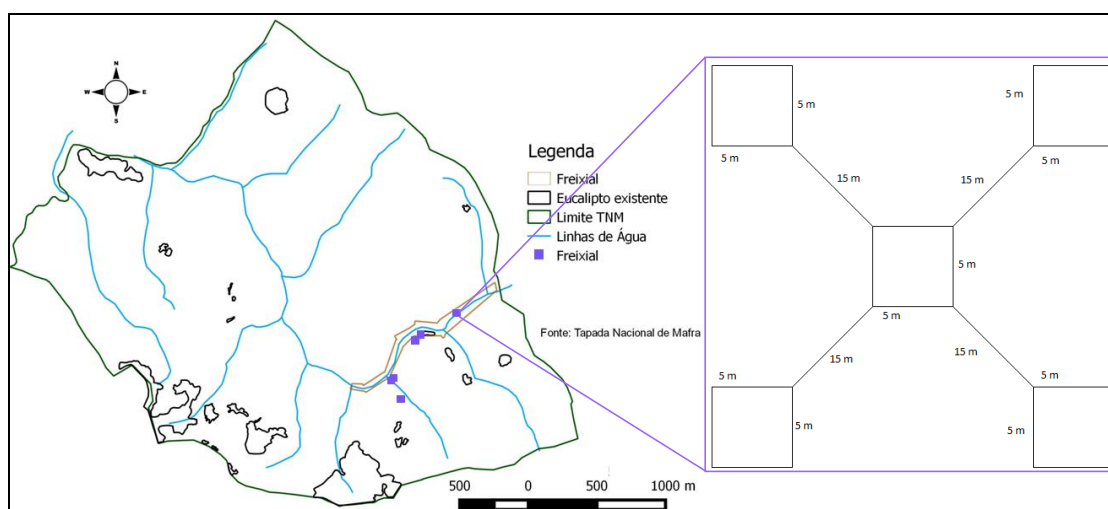 N
W
E
S
Legenda
Freixial
Eucalipto existente
Limite TNM
Linhas de Água
Freixial
Fonte: Tapada Nacional de Mafra
500 0 500 1000 m
5 m
5 m
5 m
5 m
15 m
15 m
5 m
5 m
15 m
15 m
5 m
5 m
5 m
5 m